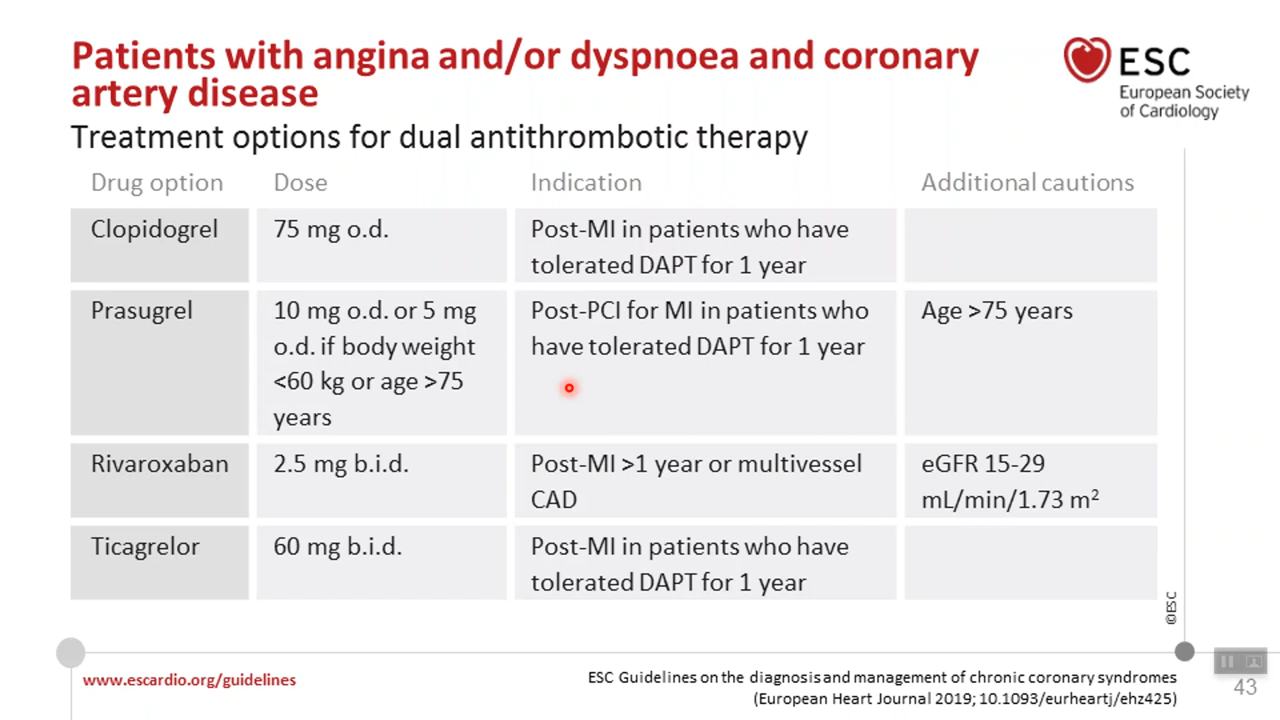 Patients with angina and/or dyspnoea and coronary
artery disease
ESC
European Society
of Cardiology
Treatment options for dual antithrombotic therapy
Drug option Dose Indication Additional cautions
Clopidogrel 75 mg o.d. Post-MI in patients who have
tolerated DAPT for 1 year
Prasugrel 10 mg o.d. or 5 mg Post-PCI for MI in patients who Age >75 years
o.d. if body weight have tolerated DAPT for 1 year
<60 kg or age >75
years
Rivaroxaban 2.5 mg b.i.d. Post-MI >1 year or multivessel eGFR 15-29
CAD mL/min/1.73 m²
Ticagrelor 60 mg b.i.d. Post-MI in patients who have
tolerated DAPT for 1 year
©ESC
www.escardio.org/guidelines
ESC Guidelines on the diagnosis and management of chronic coronary syndromes
(European Heart Journal 2019; 10.1093/eurheartj/ehz425)
43